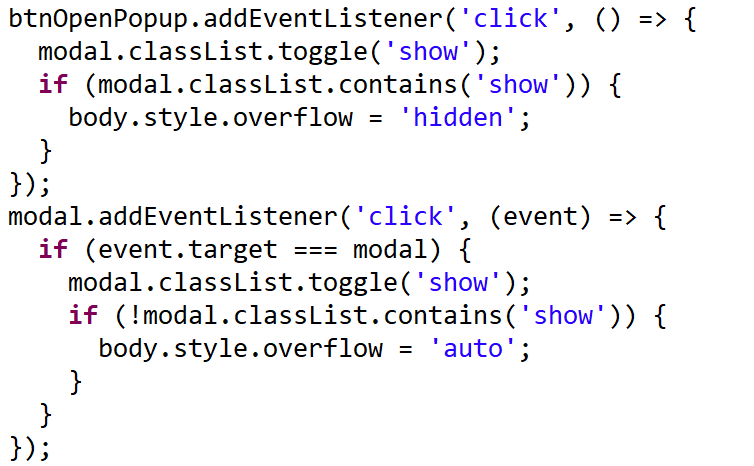 btnOpenPopup.addEventListener('click', () => {
  modal.classList.toggle('show');
  if (modal.classList.contains('show')) {
    body.style.overflow = 'hidden';
  }
});
modal.addEventListener('click', (event) => {
  if (event.target === modal) {
    modal.classList.toggle('show');
    if (!modal.classList.contains('show')) {
      body.style.overflow = 'auto';
    }
  }
});